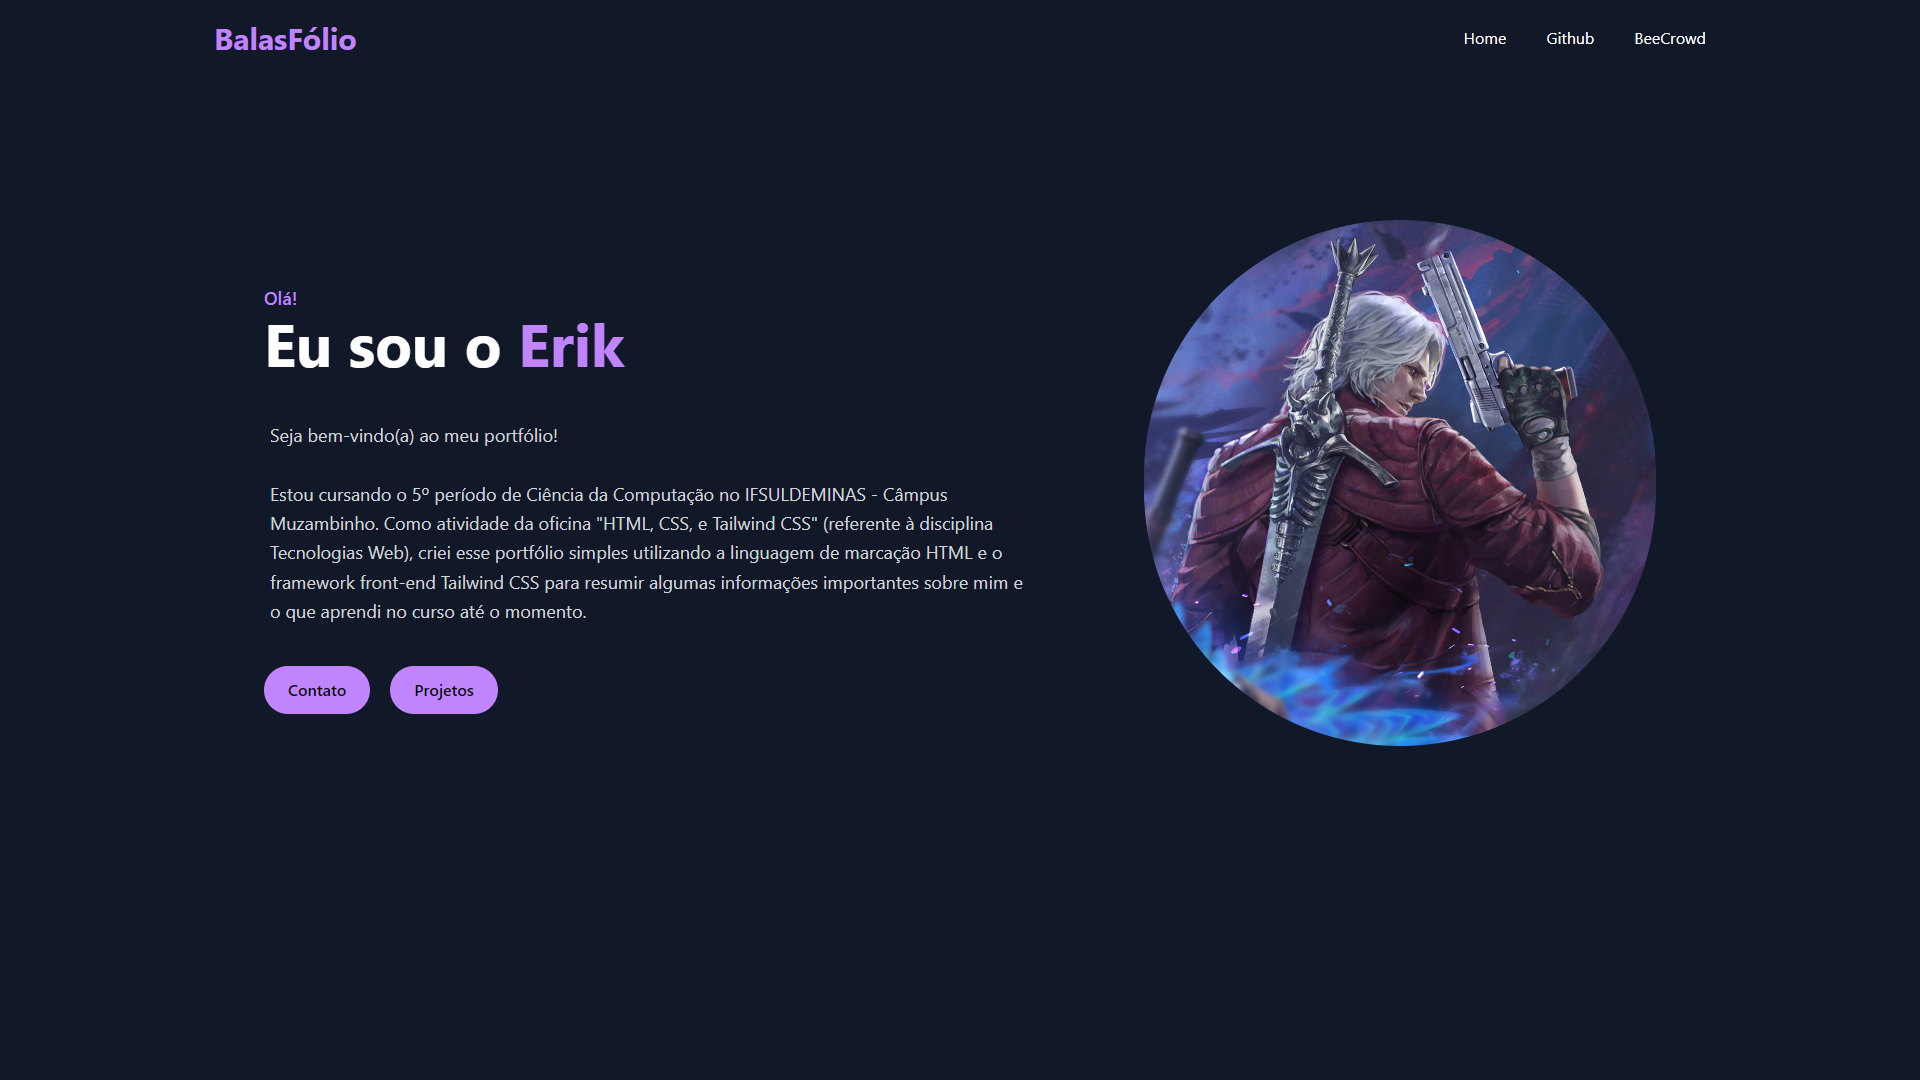 BalasFólio
Home
Github
BeeCrowd
Olá!
Eu sou o Erik
Seja bem-vindo(a) ao meu portfólio!
Estou cursando o 5º período de Ciência da Computação no IFSULDEMINAS - Câmpus
Muzambinho. Como atividade da oficina "HTML, CSS, e Tailwind CSS" (referente à disciplina
Tecnologias Web), criei esse portfólio simples utilizando a linguagem de marcação HTML e o
framework front-end Tailwind CSS para resumir algumas informações importantes sobre mim e
o que aprendi no curso até o momento.
Contato
Projetos